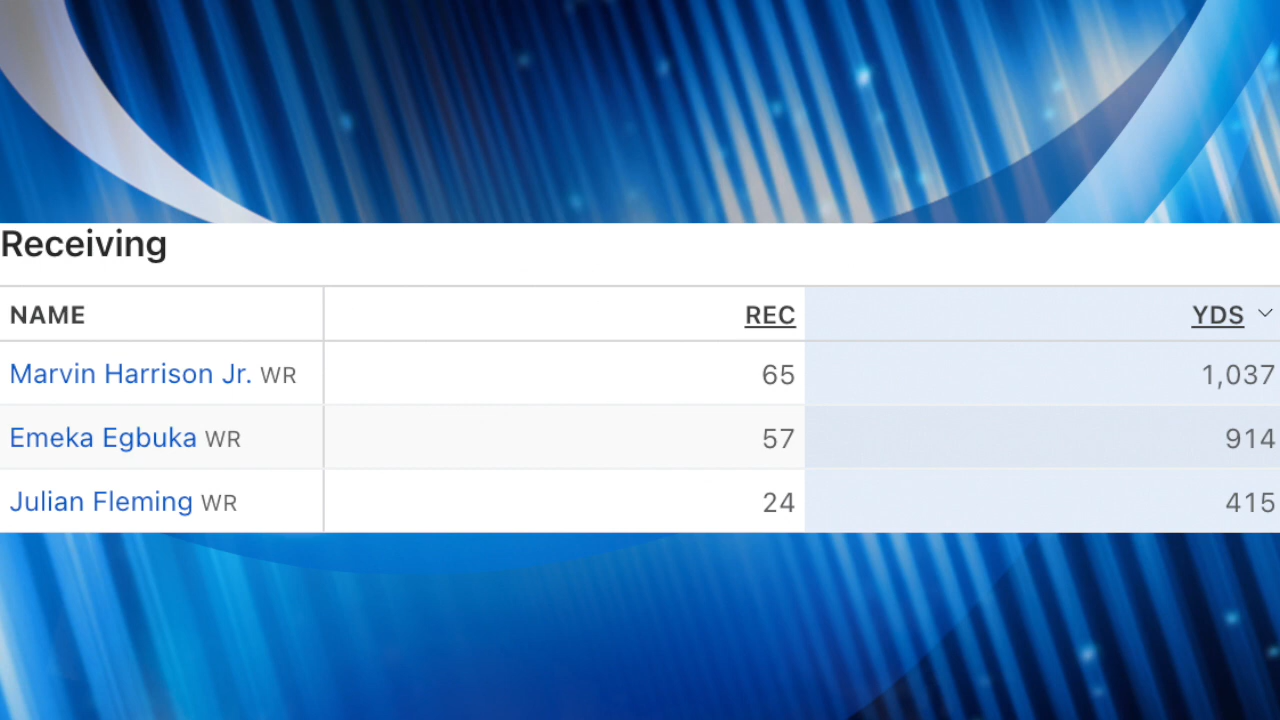 Receiving
NAME REC YDS
Marvin Harrison Jr. WR 65 1,037
Emeka Egbuka WR 57 914
Julian Fleming WR 24 415